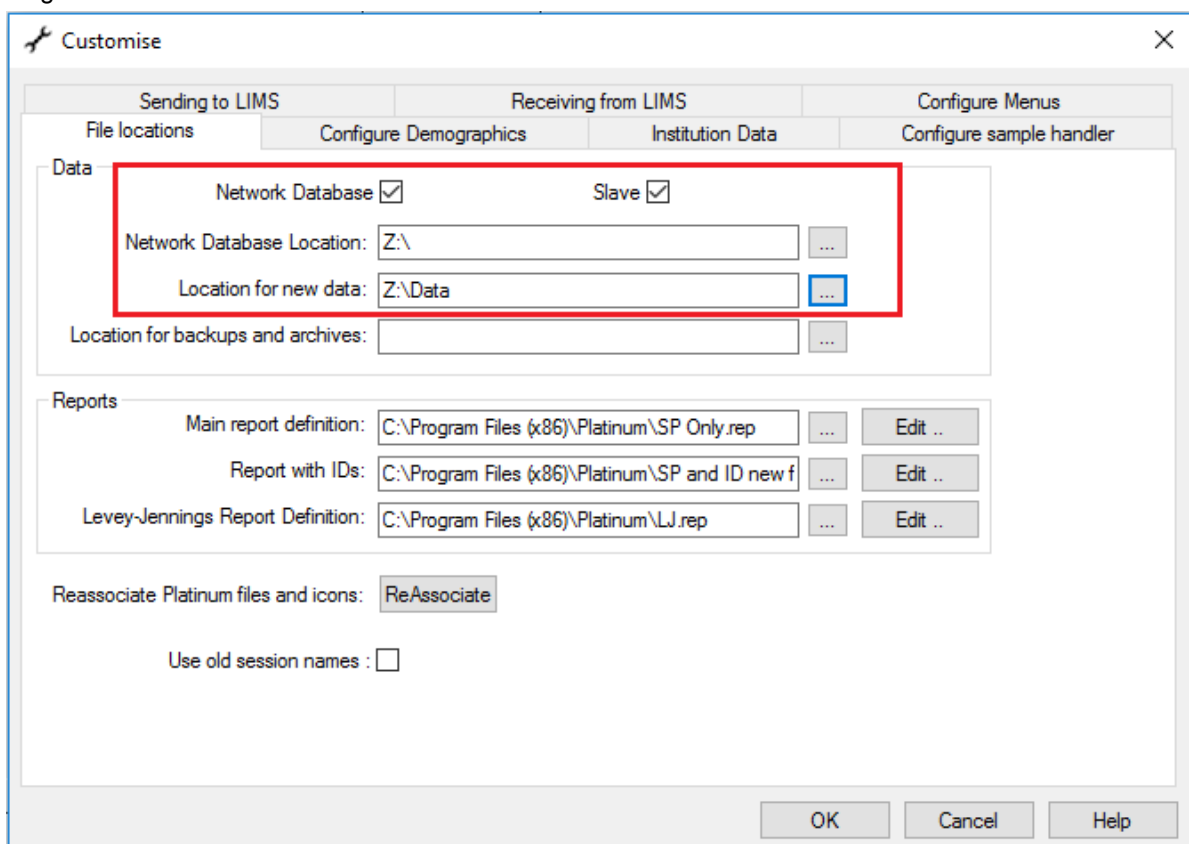 Customise
Sending to LIMS Receiving from LIMS Configure Menus
File locations Configure Demographics Institution Data Configure sample handler
Data
Network Database Slave
Network Database Location: Z:\ ...
Location for new data: Z:\Data ...
Location for backups and archives: ...
Reports
Main report definition: C:\Program Files (x86)\Platinum\SP Only.rep ... Edit ..
Report with IDs: C:\Program Files (x86)\Platinum\SP and ID new f ... Edit ..
Levey-Jennings Report Definition: C:\Program Files (x86)\Platinum\LJ.rep ... Edit ..
Reassociate Platinum files and icons: ReAssociate
Use old session names :
OK Cancel Help